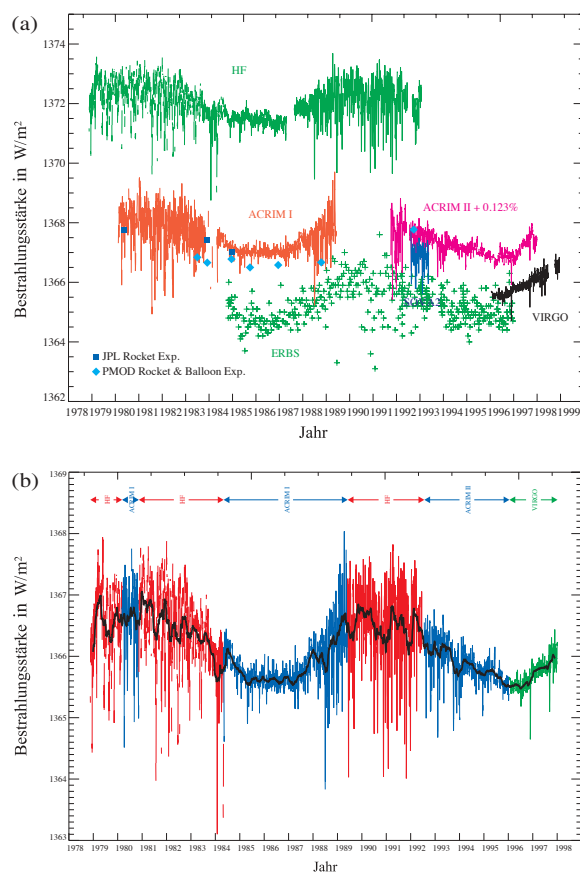 (a)
1374
1372
1370
1368
1366
1364
1362
Bestrahlungsstärke in W/m²
HF
ACRIM I
ACRIM II + 0.123%
VIRGO
ERBS
JPL Rocket Exp.
PMOD Rocket & Balloon Exp.
1978 1979 1980 1981 1982 1983 1984 1985 1986 1987 1988 1989 1990 1991 1992 1993 1994 1995 1996 1997 1998 1999
Jahr
(b)
1369
1368
1367
1366
1365
1364
1363
Bestrahlungsstärke in W/m²
HF ACRIM I HF ACRIM I HF ACRIM II VIRGO
1978 1979 1980 1981 1982 1983 1984 1985 1986 1987 1988 1989 1990 1991 1992 1993 1994 1995 1996 1997 1998
Jahr